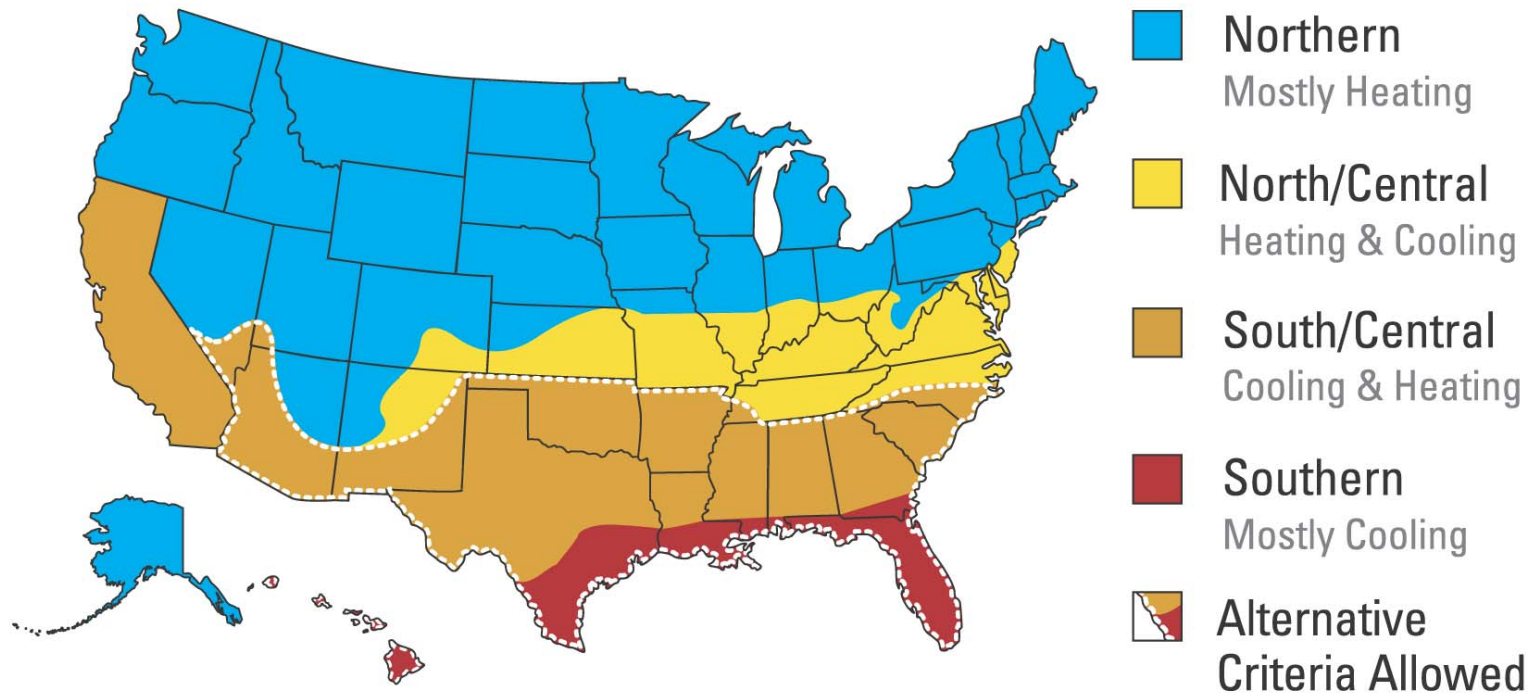 Northern
Mostly Heating
North/Central
Heating & Cooling
South/Central
Cooling & Heating
Southern
Mostly Cooling
Alternative
Criteria Allowed